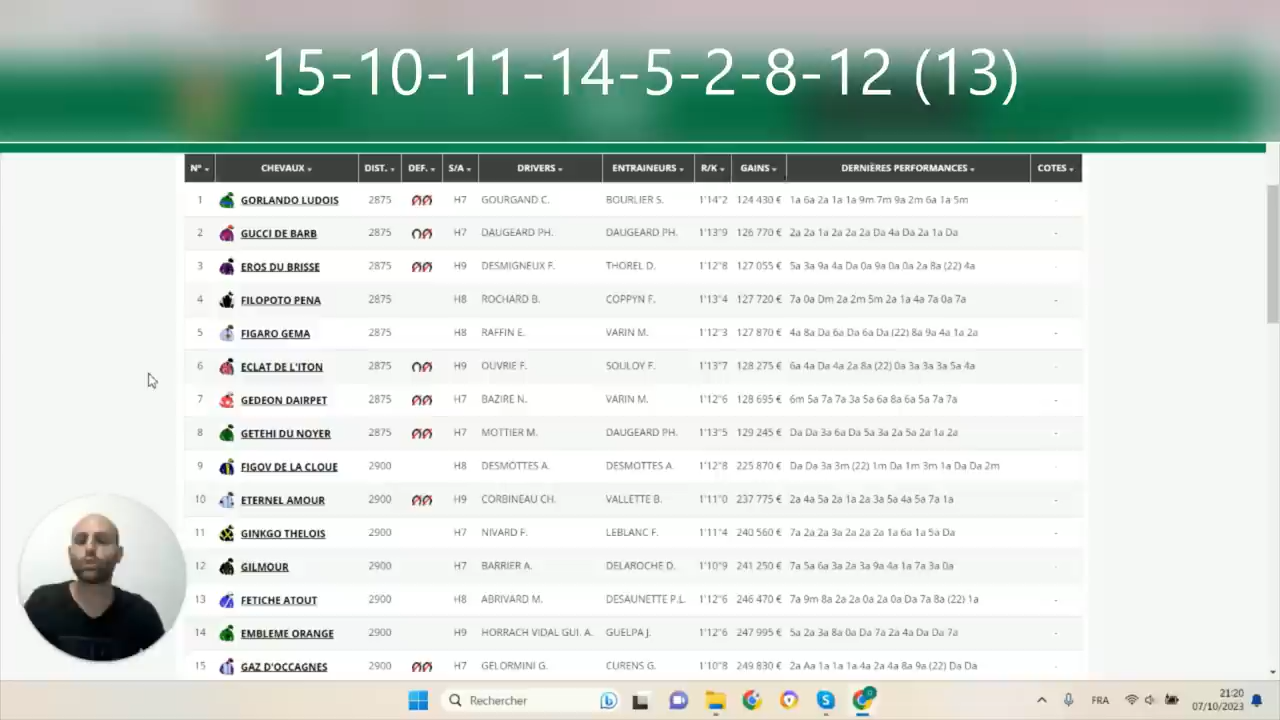 15-10-11-14-5-2-8-12 (13)
N° CHEVAUX DIST. DEF. S/A DRIVERS ENTRAINEURS R/K GAINS DERNIÈRES PERFORMANCES COTES
1 GORLANDO LUDOIS 2875 H7 GOURGAND C. BOURLIER S. 1'14"2 124 430 € 1a 6a 2a 1a 1a 9m 7m 9a 2m 6a 1a 5m -
2 GUCCI DE BARB 2875 H7 DAUGEARD PH. DAUGEARD PH. 1'13"9 126 770 € 2a 2a 1a 2a 2a 2a Da 4a Da 2a 1a Da -
3 EROS DU BRISSE 2875 H9 DESMIGNEUX F. THOREL D. 1'12"8 127 055 € 5a 3a 9a 4a Da 0a 9a 0a 0a 2a 8a (22) 4a -
4 FILOPOTO PENA 2875 H8 ROCHARD B. COPPYN F. 1'13"4 127 720 € 7a 0a Dm 2a 2m 5m 2a 1a 4a 7a 0a 7a -
5 FIGARO GEMA 2875 H8 RAFFIN E. VARIN M. 1'12"3 127 870 € 4a 8a Da 6a Da 6a Da (22) 8a 9a 4a 1a 2a -
6 ECLAT DE L'ITON 2875 H9 OUVRIE F. SOULOY F. 1'13"7 128 275 € 6a 4a Da 4a 2a 8a (22) 0a 3a 3a 3a 5a 4a -
7 GEDEON DAIRPET 2875 H7 BAZIRE N. VARIN M. 1'12"6 128 695 € 6m 5a 7a 7a 3a 5a 6a 8a 6a 5a 7a 7a -
8 GETEHI DU NOYER 2875 H7 MOTTIER M. DAUGEARD PH. 1'13"5 129 245 € Da Da 3a 6a Da 5a 3a 2a 5a 2a 1a 2a -
9 FIGOV DE LA CLOUE 2900 H8 DESMOTTES A. DESMOTTES A. 1'12"8 225 870 € Da Da 3a 3m (22) 1m Da 1m 3m 1a Da Da 2m -
10 ETERNEL AMOUR 2900 H9 CORBINEAU CH. VALLETTE B. 1'11"0 237 775 € 2a 4a 5a 2a 1a 2a 3a 5a 4a 5a 7a 1a -
11 GINKGO THELOIS 2900 H7 NIVARD F. LEBLANC F. 1'11"4 240 560 € 7a 2a 2a 3a 2a 2a 2a 1a 6a 1a 5a Da -
12 GILMOUR 2900 H7 BARRIER A. DELAROCHE D. 1'10"9 241 250 € 7a 5a 6a 3a 2a 3a 9a 4a 1a 7a 3a 0a -
13 FETICHE ATOUT 2900 H8 ABRIVARD M. DESAUNETTE P.L. 1'12"6 246 470 € 7a 9m 8a 2a 2a 0a 2a 0a Da 7a 8a (22) 1a -
14 EMBLEME ORANGE 2900 H9 HORRACH VIDAL GUI. A. GUELPA J. 1'12"6 247 995 € 5a 2a 3a 8a 0a Da 7a 2a 4a Da Da 7a -
15 GAZ D'OCCAGNES 2900 H7 GELORMINI G. CURENS G. 1'10"8 249 830 € 2a Aa 1a 1a 1a 4a 2a 4a 8a 9a (22) Da Da -
Rechercher FRA 21:20
07/10/2023